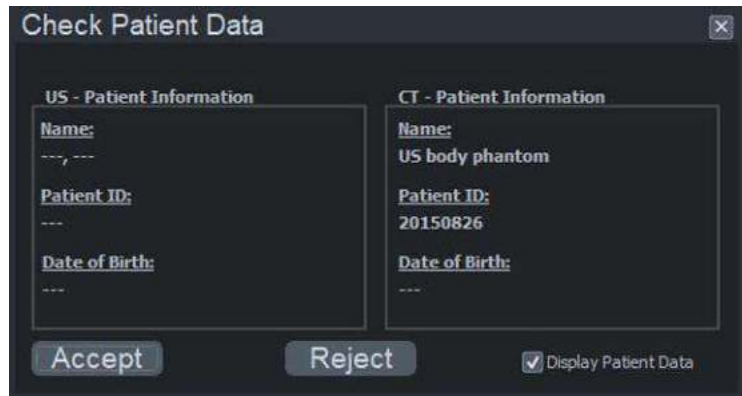 Check Patient Data
US - Patient Information
Name:
---, ---
Patient ID:
---
Date of Birth:
---
CT - Patient Information
Name:
US body phantom
Patient ID:
20150826
Date of Birth:
---
Accept
Reject
Display Patient Data